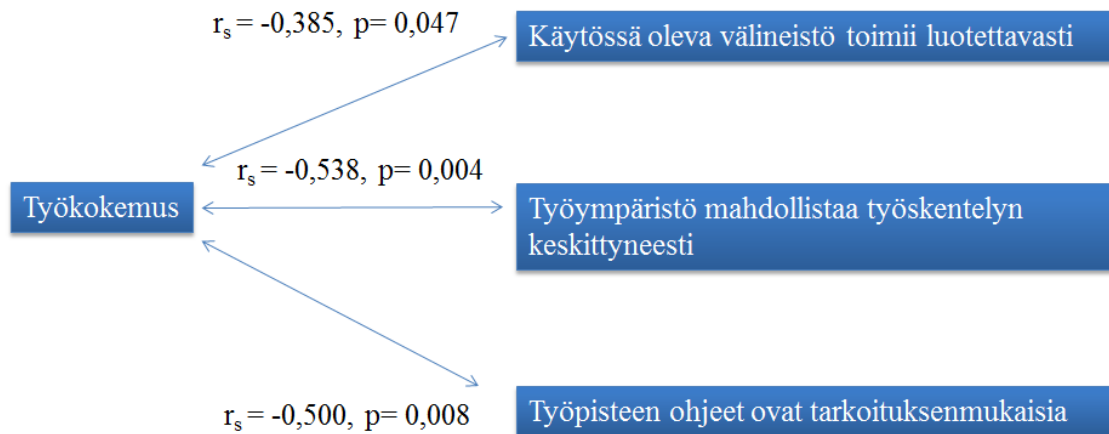 rₛ = -0,385, p= 0,047
Käytössä oleva välineistö toimii luotettavasti
rₛ = -0,538, p= 0,004
Työkokemus
Työympäristö mahdollistaa työskentelyn
keskittyneesti
rₛ = -0,500, p= 0,008
Työpisteen ohjeet ovat tarkoituksenmukaisia